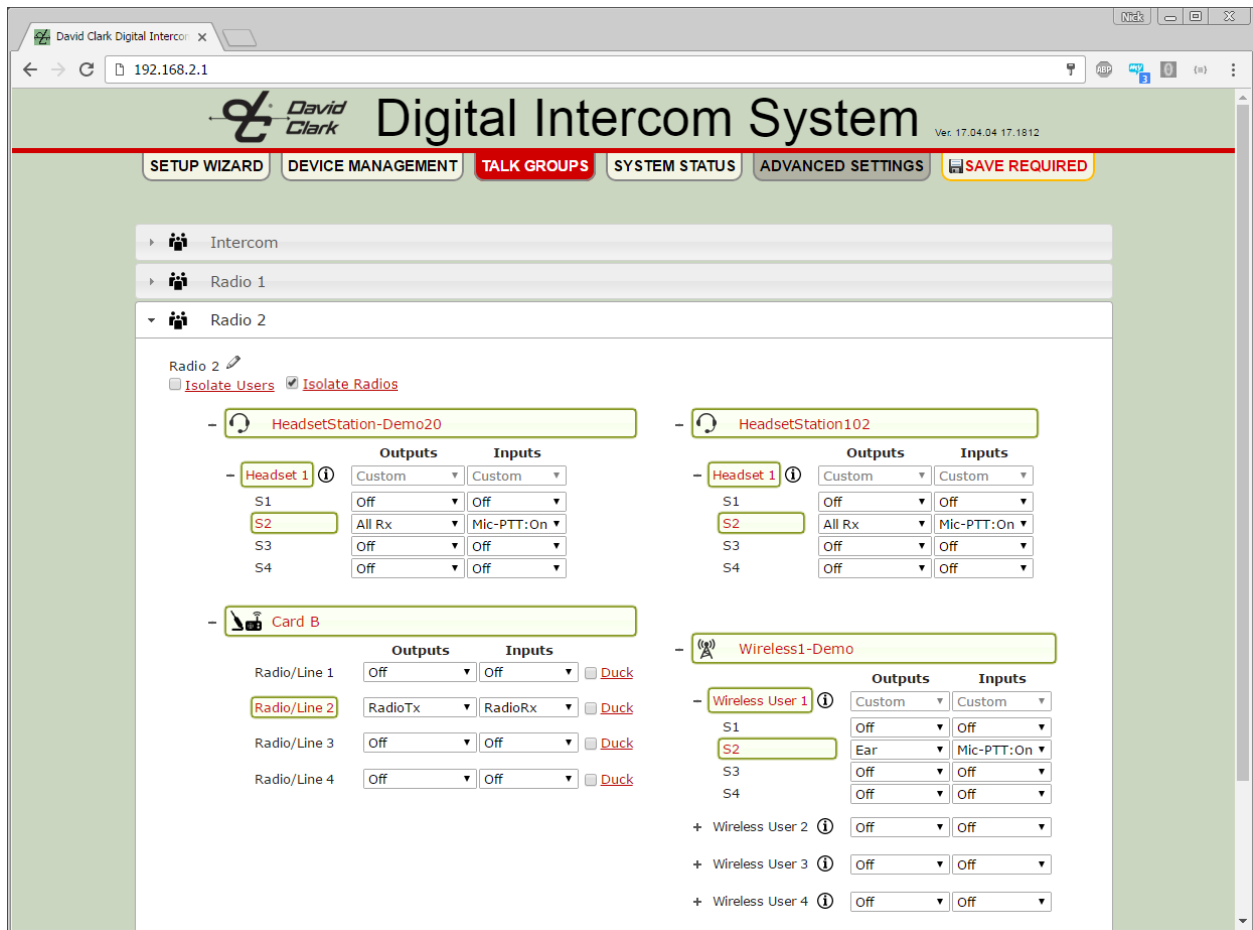 Nick
David Clark Digital Intercor
192.168.2.1
ABP
3
0
David Clark
Digital Intercom System
Ver. 17.04.04 17.1812
SETUP WIZARD DEVICE MANAGEMENT TALK GROUPS SYSTEM STATUS ADVANCED SETTINGS SAVE REQUIRED
Intercom
Radio 1
Radio 2
Radio 2
Isolate Users Isolate Radios
HeadsetStation-Demo20
Outputs Inputs
Headset 1 Custom Custom
S1 Off Off
S2 All Rx Mic-PTT:On
S3 Off Off
S4 Off Off
HeadsetStation102
Outputs Inputs
Headset 1 Custom Custom
S1 Off Off
S2 All Rx Mic-PTT:On
S3 Off Off
S4 Off Off
Card B
Outputs Inputs
Radio/Line 1 Off Off Duck
Radio/Line 2 RadioTx RadioRx Duck
Radio/Line 3 Off Off Duck
Radio/Line 4 Off Off Duck
Wireless1-Demo
Outputs Inputs
Wireless User 1 Custom Custom
S1 Off Off
S2 Ear Mic-PTT:On
S3 Off Off
S4 Off Off
Wireless User 2 Off Off
Wireless User 3 Off Off
Wireless User 4 Off Off